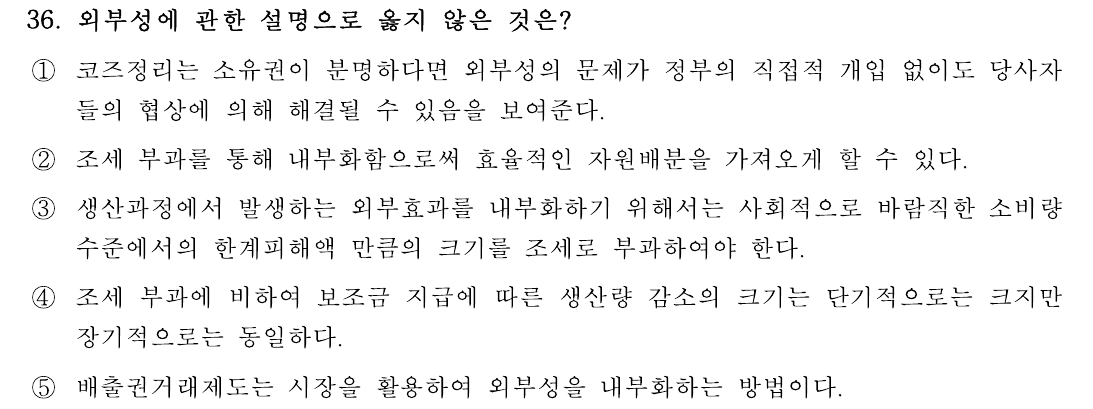 36. 외부성에 관한 설명으로 옳지 않은 것은?
① 코즈정리는 소유권이 분명하다면 외부성의 문제가 정부의 직접적 개입 없이도 당사자
들의 협상에 의해 해결될 수 있음을 보여준다.
② 조세 부과를 통해 내부화함으로써 효율적인 자원배분을 가져오게 할 수 있다.
③ 생산과정에서 발생하는 외부효과를 내부화하기 위해서는 사회적으로 바람직한 소비량
수준에서의 한계피해액 만큼의 크기를 조세로 부과하여야 한다.
④ 조세 부과에 비하여 보조금 지급에 따른 생산량 감소의 크기는 단기적으로는 크지만
장기적으로는 동일하다.
⑤ 배출권거래제도는 시장을 활용하여 외부성을 내부화하는 방법이다.